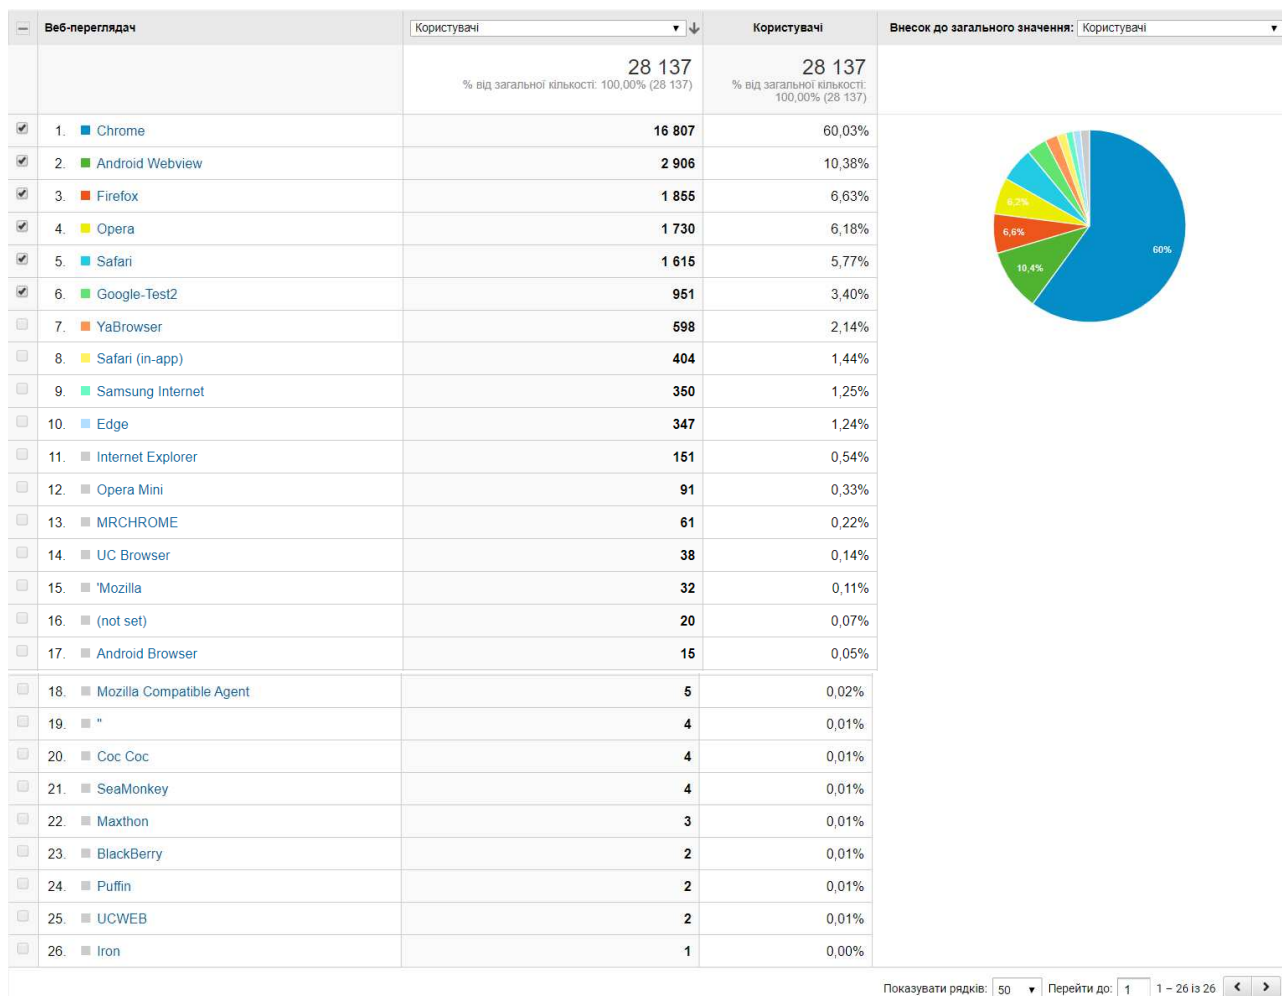 Веб-переглядач Користувачі Користувачі Внесок до загального значення: Користувачі
28 137 28 137
% від загальної кількості: 100,00% (28 137) % від загальної кількості:
100,00% (28 137)
1. Chrome 16 807 60,03%
2. Android Webview 2 906 10,38%
3. Firefox 1 855 6,63%
4. Opera 1 730 6,18%
5. Safari 1 615 5,77%
6. Google-Test2 951 3,40%
7. YaBrowser 598 2,14%
8. Safari (in-app) 404 1,44%
9. Samsung Internet 350 1,25%
10. Edge 347 1,24%
11. Internet Explorer 151 0,54%
12. Opera Mini 91 0,33%
13. MRCHROME 61 0,22%
14. UC Browser 38 0,14%
15. 'Mozilla 32 0,11%
16. (not set) 20 0,07%
17. Android Browser 15 0,05%
18. Mozilla Compatible Agent 5 0,02%
19. " 4 0,01%
20. Coc Coc 4 0,01%
21. SeaMonkey 4 0,01%
22. Maxthon 3 0,01%
23. BlackBerry 2 0,01%
24. Puffin 2 0,01%
25. UCWEB 2 0,01%
26. Iron 1 0,00%
6,2%
6,6%
60%
10,4%
Показувати рядків: 50 Перейти до: 1 1 – 26 із 26